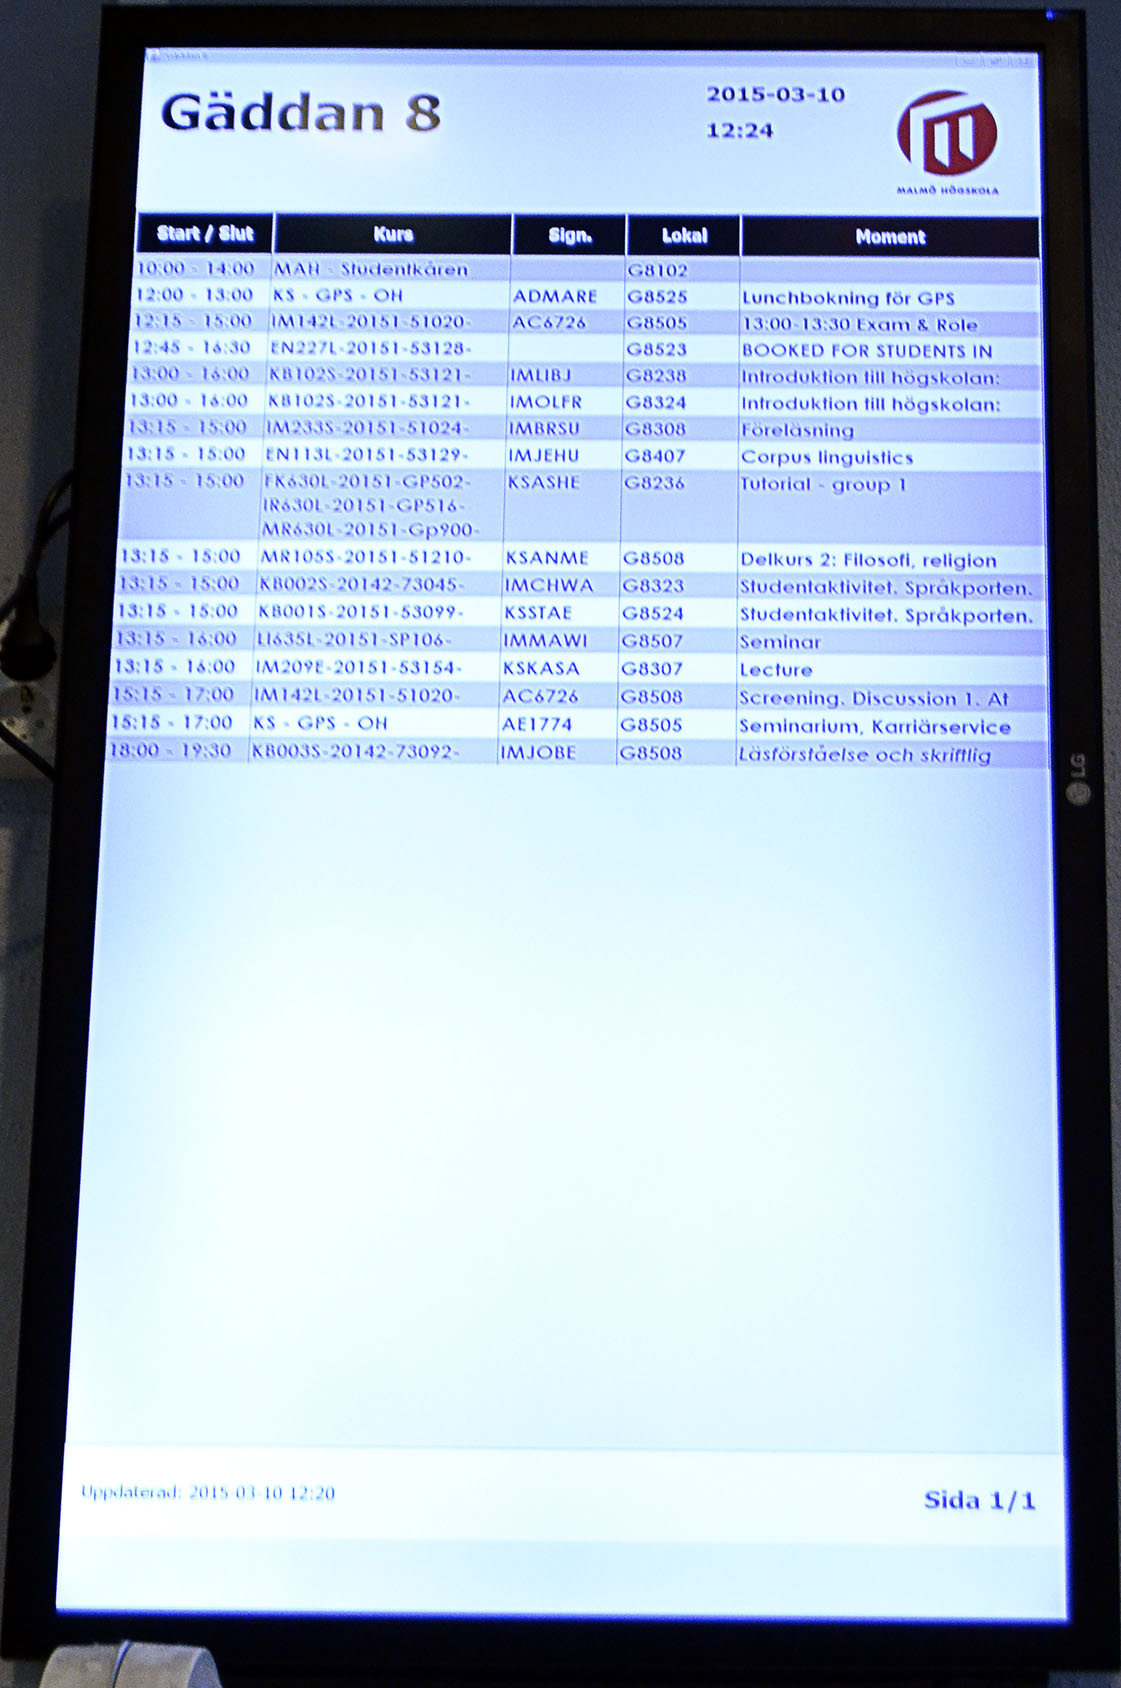 Gäddan 8
2015-03-10
12:24
MALMÖ HÖGSKOLA
Start / Slut Kurs Sign. Lokal Moment
10:00 - 14:00 MAH - Studentkåren G8102
12:00 - 13:00 KS - GPS - OH ADMARE G8525 Lunchbokning för GPS
12:15 - 15:00 IM142L-20151-51020- AC6726 G8505 13:00-13:30 Exam & Role
12:45 - 16:30 EN227L-20151-53128- G8523 BOOKED FOR STUDENTS IN
13:00 - 16:00 KB102S-20151-53121- IMLIBJ G8238 Introduktion till högskolan:
13:00 - 16:00 KB102S-20151-53121- IMOLFR G8324 Introduktion till högskolan:
13:15 - 15:00 IM233S-20151-51024- IMBRSU G8308 Föreläsning
13:15 - 15:00 EN113L-20151-53129- IMJEHU G8407 Corpus linguistics
13:15 - 15:00 FK630L-20151-GP502- KSASHE G8236 Tutorial - group 1
IR630L-20151-GP516-
MR630L-20151-Gp900-
13:15 - 15:00 MR105S-20151-51210- KSANME G8508 Delkurs 2: Filosofi, religion
13:15 - 15:00 KB002S-20142-73045- IMCHWA G8323 Studentaktivitet. Språkporten.
13:15 - 15:00 KB001S-20151-53099- KSSTAE G8524 Studentaktivitet. Språkporten.
13:15 - 16:00 LI635L-20151-SP106- IMMAWI G8507 Seminar
13:15 - 16:00 IM209E-20151-53154- KSKASA G8307 Lecture
15:15 - 17:00 IM142L-20151-51020- AC6726 G8508 Screening. Discussion 1. At
15:15 - 17:00 KS - GPS - OH AE1774 G8505 Seminarium, Karriärservice
18:00 - 19:30 KB003S-20142-73092- IMJOBE G8508 Läsförståelse och skriftlig
LG
Uppdaterad: 2015-03-10 12:20
Sida 1/1